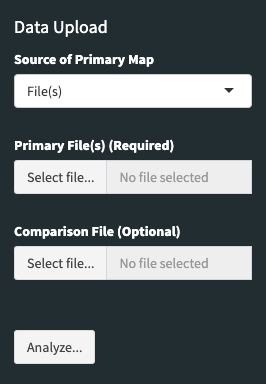 Data Upload
Source of Primary Map
File(s)
Primary File(s) (Required)
Select file... No file selected
Comparison File (Optional)
Select file... No file selected
Analyze...